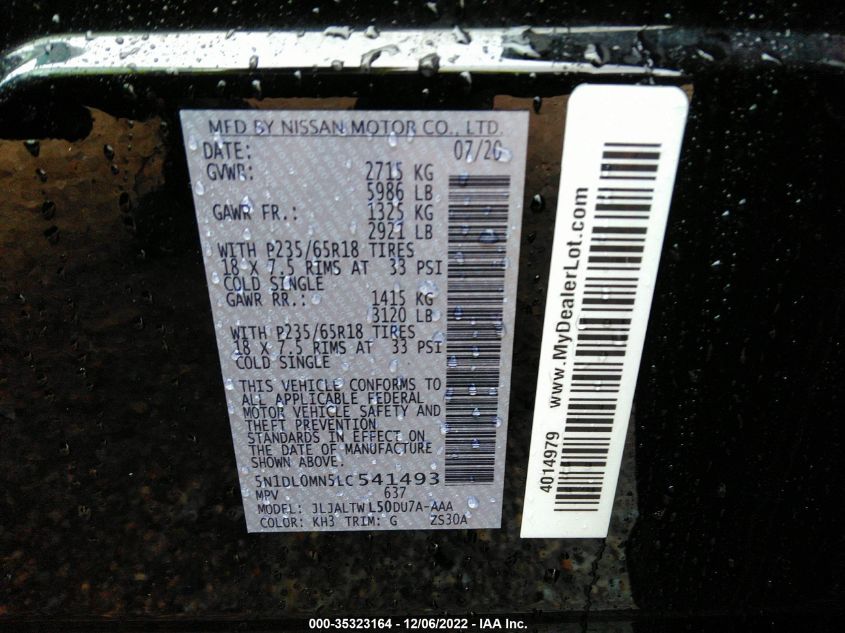 MFD BY NISSAN MOTOR CO., LTD.
DATE: 07/20
GVWR: 2715 KG
5986 LB
GAWR FR.: 1325 KG
2921 LB
WITH P235/65R18 TIRES
18 X 7.5 RIMS AT 33 PSI
COLD SINGLE
GAWR RR.: 1415 KG
3120 LB
WITH P235/65R18 TIRES
18 X 7.5 RIMS AT 33 PSI
COLD SINGLE
THIS VEHICLE CONFORMS TO
ALL APPLICABLE FEDERAL
MOTOR VEHICLE SAFETY AND
THEFT PREVENTION
STANDARDS IN EFFECT ON
THE DATE OF MANUFACTURE
SHOWN ABOVE.
5N1DL0MN5LC541493
MPV 637
MODEL: JLJALTWL50DU7A-AAA
COLOR: KH3 TRIM: G ZS30A
4014979 www.MyDealerLot.com
000-35323164 - 12/06/2022 - IAA Inc.